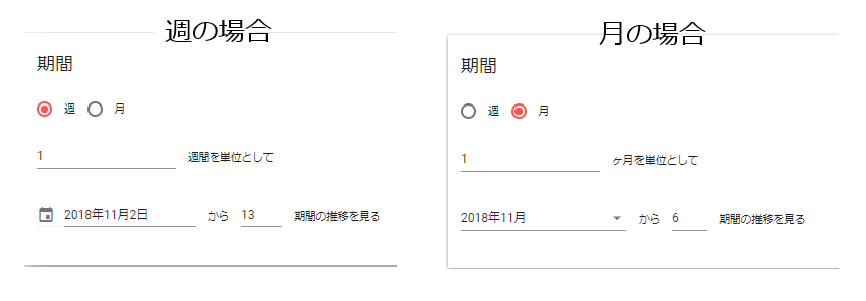 週の場合
期間
週 月
1 週間を単位として
2018年11月2日 から 13 期間の推移を見る
月の場合
期間
週 月
1 ヶ月を単位として
2018年11月 から 6 期間の推移を見る